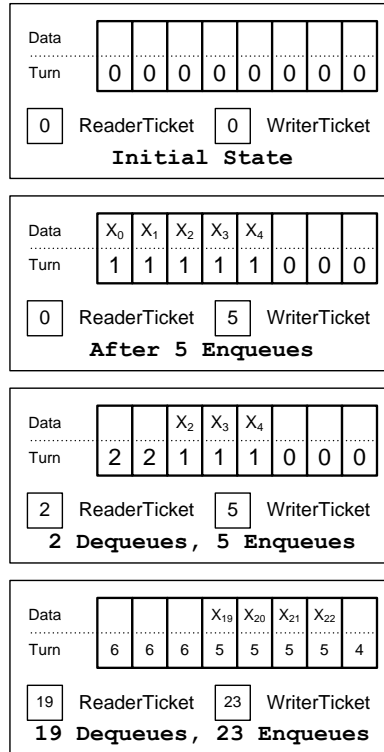 Data
Turn 0 0 0 0 0 0 0 0
0 ReaderTicket 0 WriterTicket
Initial State
Data X₀ X₁ X₂ X₃ X₄
Turn 1 1 1 1 1 0 0 0
0 ReaderTicket 5 WriterTicket
After 5 Enqueues
Data X₂ X₃ X₄
Turn 2 2 1 1 1 0 0 0
2 ReaderTicket 5 WriterTicket
2 Dequeues, 5 Enqueues
Data X₁₉ X₂₀ X₂₁ X₂₂
Turn 6 6 6 5 5 5 5 4
19 ReaderTicket 23 WriterTicket
19 Dequeues, 23 Enqueues